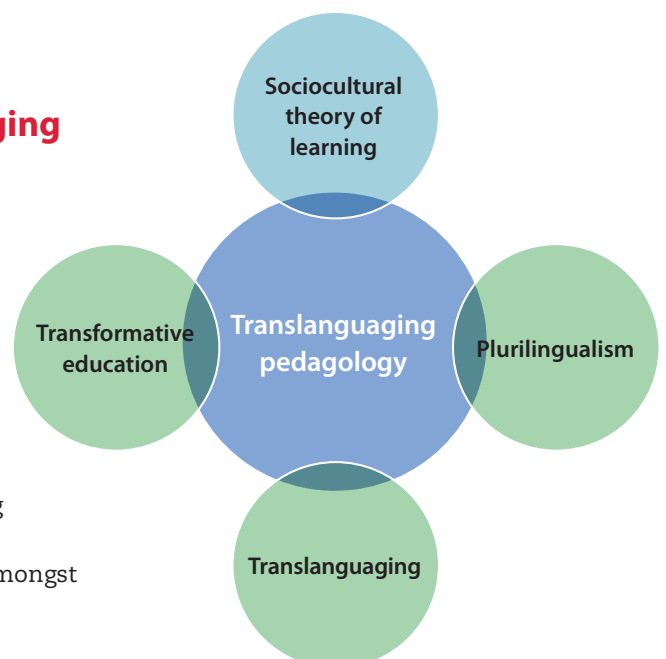 Sociocultural
theory of
learning
ging
Translanguaging
pedagology
Transformative
education
Plurilingualism
g
mongst
Translanguaging